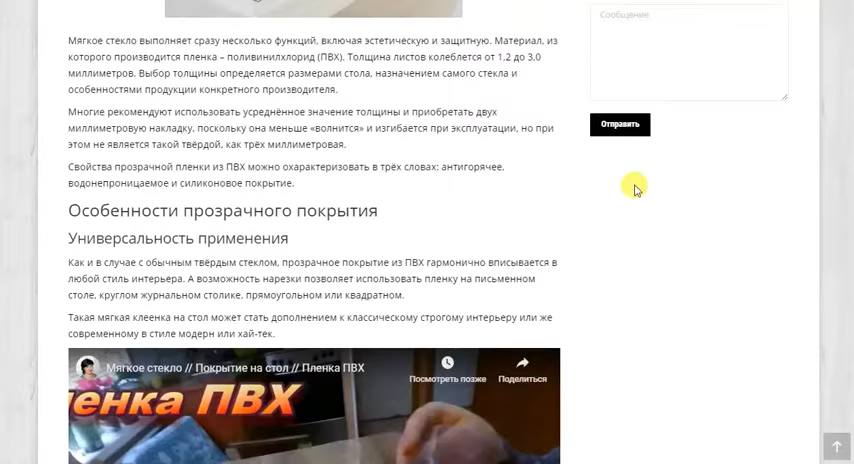 Сообщение
Отправить
Мягкое стекло выполняет сразу несколько функций, включая эстетическую и защитную. Материал, из
которого производится пленка – поливинилхлорид (ПВХ). Толщина листов колеблется от 1,2 до 3,0
миллиметров. Выбор толщины определяется размерами стола, назначением самого стекла и
особенностями продукции конкретного производителя.
Многие рекомендуют использовать усреднённое значение толщины и приобретать двух
миллиметровую накладку, поскольку она меньше «волнится» и изгибается при эксплуатации, но при
этом не является такой твёрдой, как трёх миллиметровая.
Свойства прозрачной пленки из ПВХ можно охарактеризовать в трёх словах: антигорячее,
водонепроницаемое и силиконовое покрытие.
Особенности прозрачного покрытия
Универсальность применения
Как и в случае с обычным твёрдым стеклом, прозрачное покрытие из ПВХ гармонично вписывается в
любой стиль интерьера. А возможность нарезки позволяет использовать пленку на письменном
столе, круглом журнальном столике, прямоугольном или квадратном.
Такая мягкая клеенка на стол может стать дополнением к классическому строгому интерьеру или же
современному в стиле модерн или хай-тек.
Мягкое стекло // Покрытие на стол // Пленка ПВХ
Посмотреть позже
Поделиться
енка ПВХ